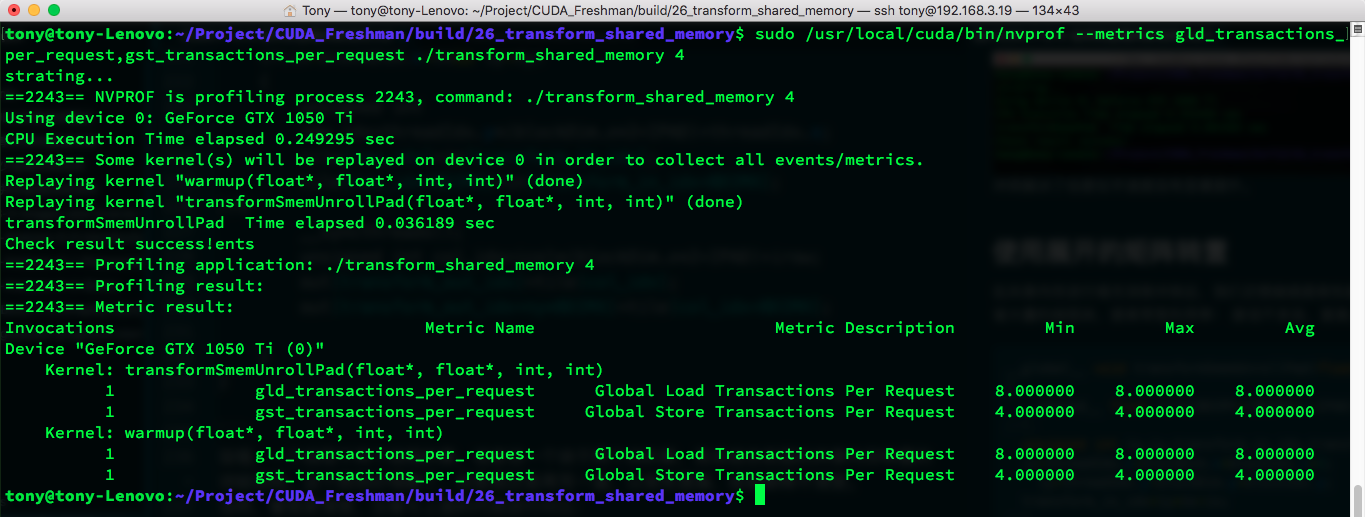 Tony — tony@tony-Lenovo: ~/Project/CUDA_Freshman/build/26_transform_shared_memory — ssh tony@192.168.3.19 — 134×43
tony@tony-Lenovo:~/Project/CUDA_Freshman/build/26_transform_shared_memory$ sudo /usr/local/cuda/bin/nvprof --metrics gld_transactions_
per_request,gst_transactions_per_request ./transform_shared_memory 4
strating...
==2243== NVPROF is profiling process 2243, command: ./transform_shared_memory 4
Using device 0: GeForce GTX 1050 Ti
CPU Execution Time elapsed 0.249295 sec
==2243== Some kernel(s) will be replayed on device 0 in order to collect all events/metrics.
Replaying kernel "warmup(float*, float*, int, int)" (done)
Replaying kernel "transformSmemUnrollPad(float*, float*, int, int)" (done)
transformSmemUnrollPad  Time elapsed 0.036189 sec
Check result success!ents
==2243== Profiling application: ./transform_shared_memory 4
==2243== Profiling result:
==2243== Metric result:
Invocations Metric Name Metric Description Min Max Avg
Device "GeForce GTX 1050 Ti (0)"
Kernel: transformSmemUnrollPad(float*, float*, int, int)
1 gld_transactions_per_request Global Load Transactions Per Request 8.000000 8.000000 8.000000
1 gst_transactions_per_request Global Store Transactions Per Request 4.000000 4.000000 4.000000
Kernel: warmup(float*, float*, int, int)
1 gld_transactions_per_request Global Load Transactions Per Request 8.000000 8.000000 8.000000
1 gst_transactions_per_request Global Store Transactions Per Request 4.000000 4.000000 4.000000
tony@tony-Lenovo:~/Project/CUDA_Freshman/build/26_transform_shared_memory$